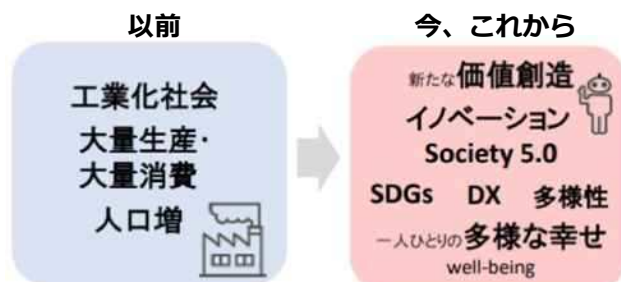 以前
工業化社会
大量生産・
大量消費
人口増
今、これから
新たな価値創造
イノベーション
Society 5.0
SDGs DX 多様性
一人ひとりの多様な幸せ
well-being